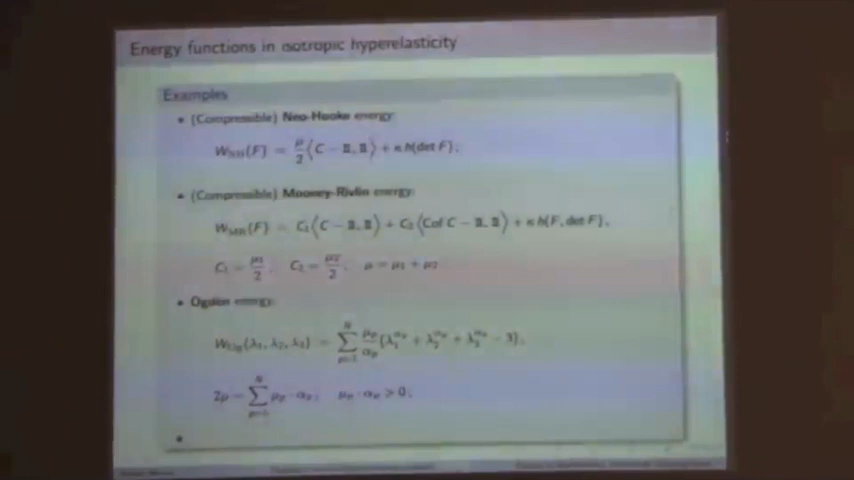 Energy functions in isotropic hyperelasticity
Examples
• (Compressible) Neo-Hooke energy:
W_NH(F) = μ/2 ⟨C − 𝟙, 𝟙⟩ + κ h(det F),
• (Compressible) Mooney-Rivlin energy:
W_MR(F) = C₁⟨C − 𝟙, 𝟙⟩ + C₂⟨Cof C − 𝟙, 𝟙⟩ + κ h(F, det F),
C₁ = μ₁/2, C₂ = μ₂/2, μ = μ₁ + μ₂
• Ogden energy:
W_Og(λ₁, λ₂, λ₃) = ∑_{p=1}^{N} μ_p/α_p (λ₁^{α_p} + λ₂^{α_p} + λ₃^{α_p} − 3),
2μ = ∑_{p=1}^{N} μ_p · α_p, μ_p · α_p > 0,
•